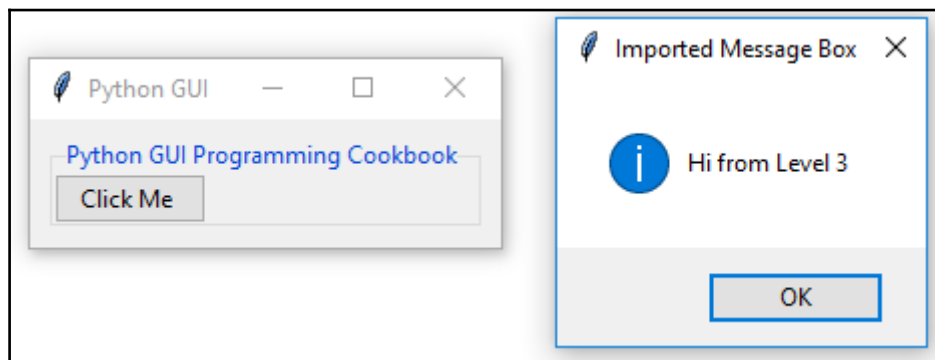 Python GUI
Python GUI Programming Cookbook
Click Me
Imported Message Box
Hi from Level 3
OK